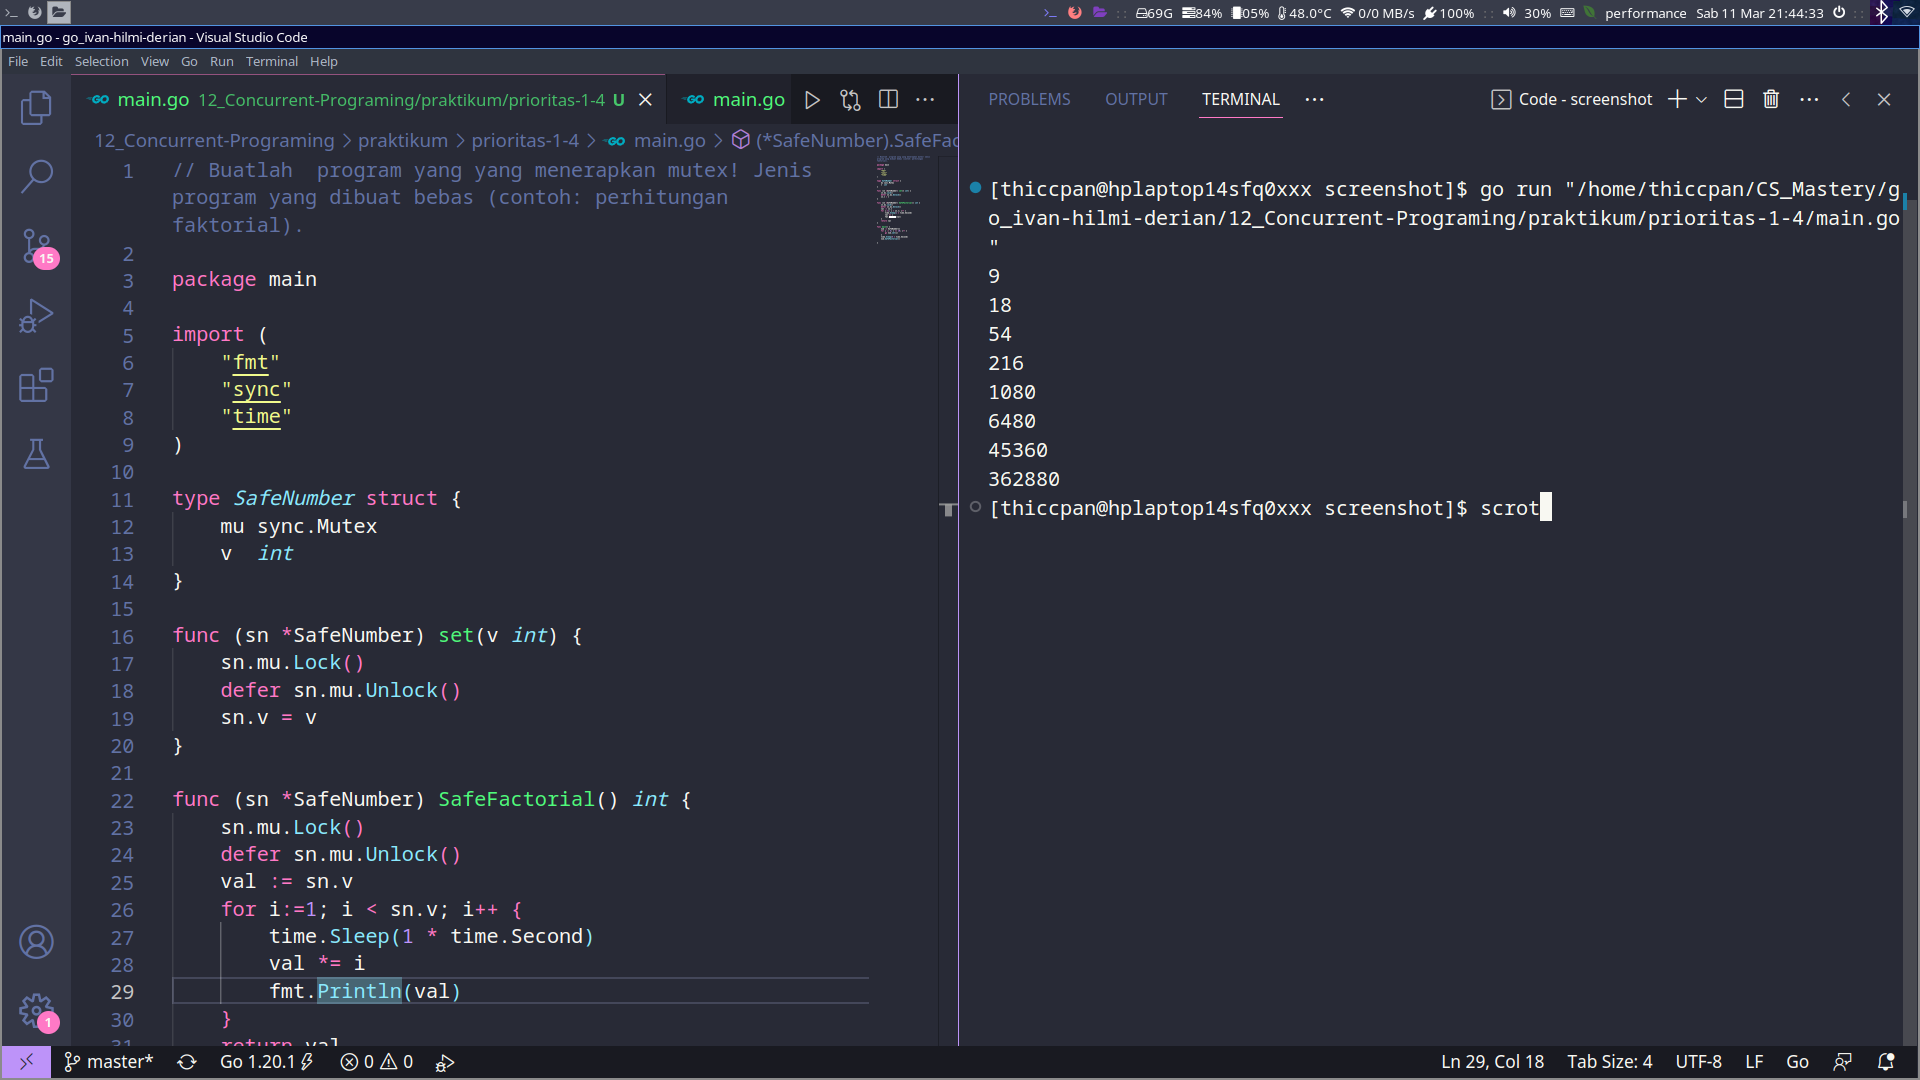 69G 84% 05% 48.0°C 0/0 MB/s 100% 30% performance Sab 11 Mar 21:44:33
main.go - go_ivan-hilmi-derian - Visual Studio Code
File Edit Selection View Go Run Terminal Help
main.go 12_Concurrent-Programing/praktikum/prioritas-1-4 U main.go
12_Concurrent-Programing > praktikum > prioritas-1-4 > main.go > (*SafeNumber).SafeFac
1 // Buatlah  program yang yang menerapkan mutex! Jenis
program yang dibuat bebas (contoh: perhitungan
faktorial).
2
3 package main
4
5 import (
6 "fmt"
7 "sync"
8 "time"
9 )
10
11 type SafeNumber struct {
12 mu sync.Mutex
13 v  int
14 }
15
16 func (sn *SafeNumber) set(v int) {
17 sn.mu.Lock()
18 defer sn.mu.Unlock()
19 sn.v = v
20 }
21
22 func (sn *SafeNumber) SafeFactorial() int {
23 sn.mu.Lock()
24 defer sn.mu.Unlock()
25 val := sn.v
26 for i:=1; i < sn.v; i++ {
27 time.Sleep(1 * time.Second)
28 val *= i
29 fmt.Println(val)
30 }
31 return val
15
1
PROBLEMS OUTPUT TERMINAL ··· Code - screenshot
[thiccpan@hplaptop14sfq0xxx screenshot]$ go run "/home/thiccpan/CS_Mastery/g
o_ivan-hilmi-derian/12_Concurrent-Programing/praktikum/prioritas-1-4/main.go
"
9
18
54
216
1080
6480
45360
362880
[thiccpan@hplaptop14sfq0xxx screenshot]$ scrot
master* Go 1.20.1 0 0 Ln 29, Col 18 Tab Size: 4 UTF-8 LF Go